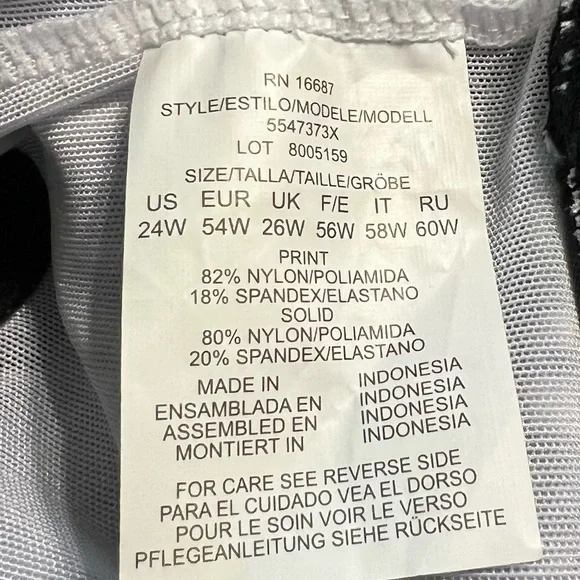 RN 16687
STYLE/ESTILO/MODELE/MODELL
5547373X
LOT 8005159
SIZE/TALLA/TAILLE/GRÖBE
US EUR UK F/E IT RU
24W 54W 26W 56W 58W 60W
PRINT
82% NYLON/POLIAMIDA
18% SPANDEX/ELASTANO
SOLID
80% NYLON/POLIAMIDA
20% SPANDEX/ELASTANO
MADE IN INDONESIA
ENSAMBLADA EN INDONESIA
ASSEMBLED EN INDONESIA
MONTIERT IN INDONESIA
FOR CARE SEE REVERSE SIDE
PARA EL CUIDADO VEA EL DORSO
POUR LE SOIN VOIR LE VERSO
PFLEGEANLEITUNG SIEHE RÜCKSEITE